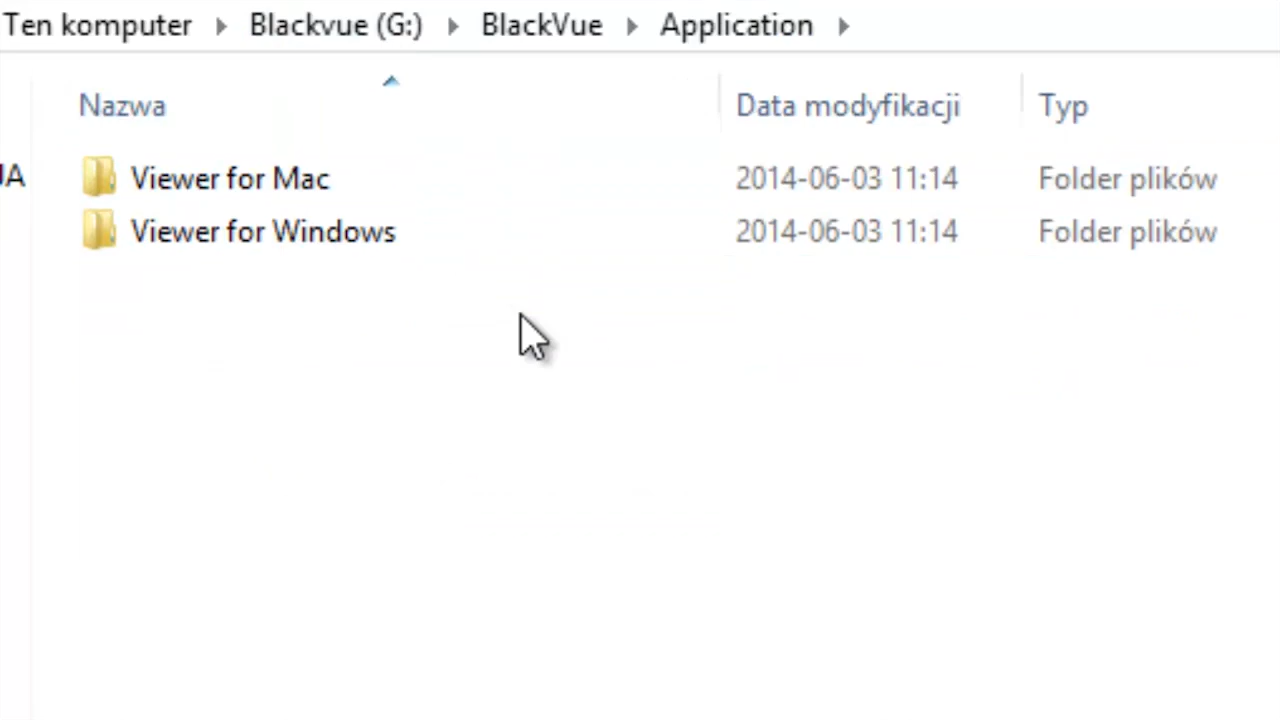 Ten komputer Blackvue (G:) BlackVue Application
Nazwa Data modyfikacji Typ
Viewer for Mac 2014-06-03 11:14 Folder plików
Viewer for Windows 2014-06-03 11:14 Folder plików